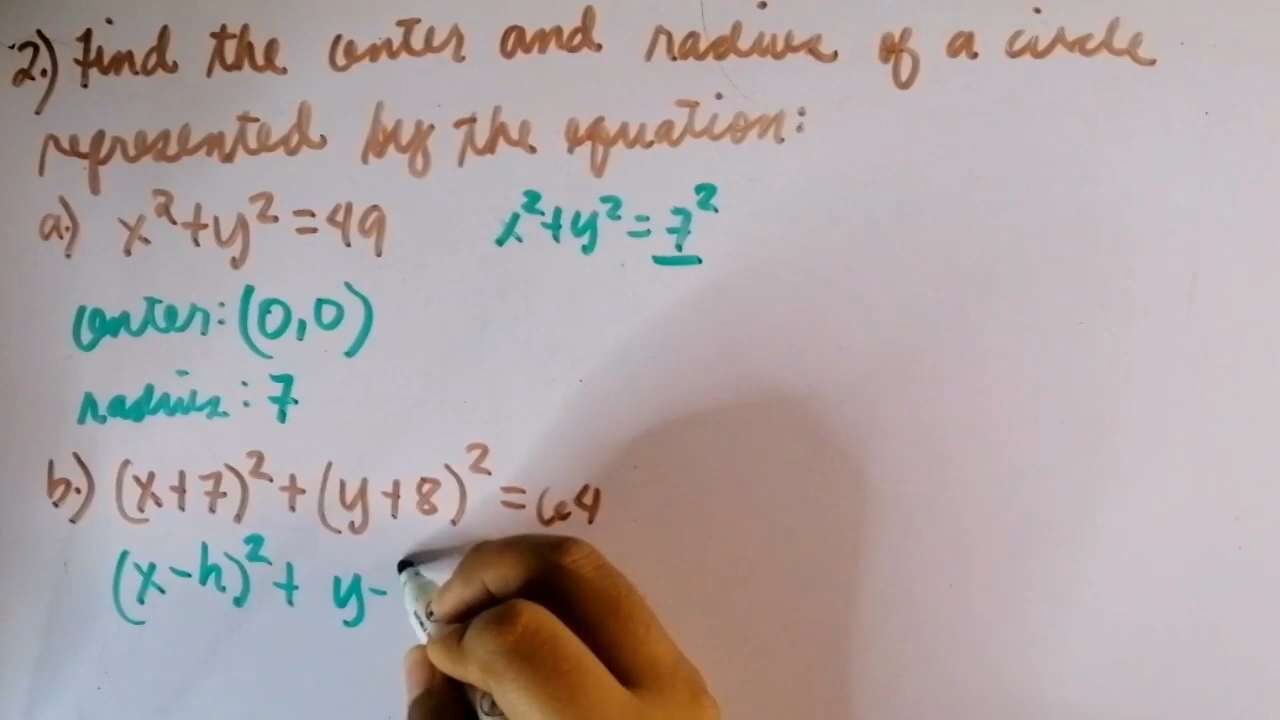 2.) Find the center and radius of a circle
represented by the equation:
a.) x²+y²=49 x²+y²=7²
center: (0,0)
radius: 7
b.) (x+7)²+(y+8)²=64
(x-h)²+ y-